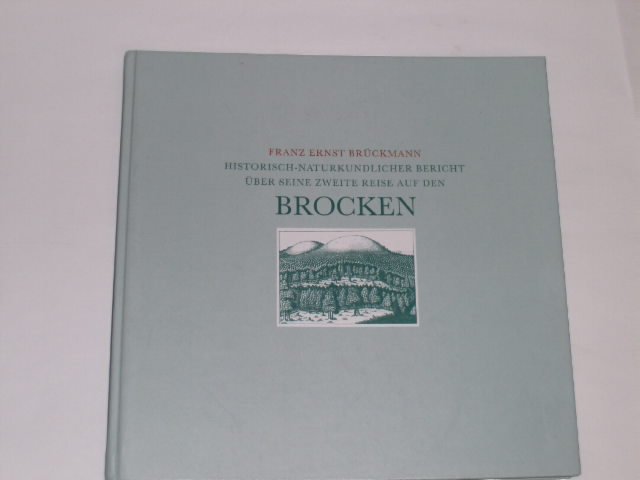 FRANZ ERNST BRÜCKMANN
HISTORISCH-NATURKUNDLICHER BERICHT
ÜBER SEINE ZWEITE REISE AUF DEN
BROCKEN